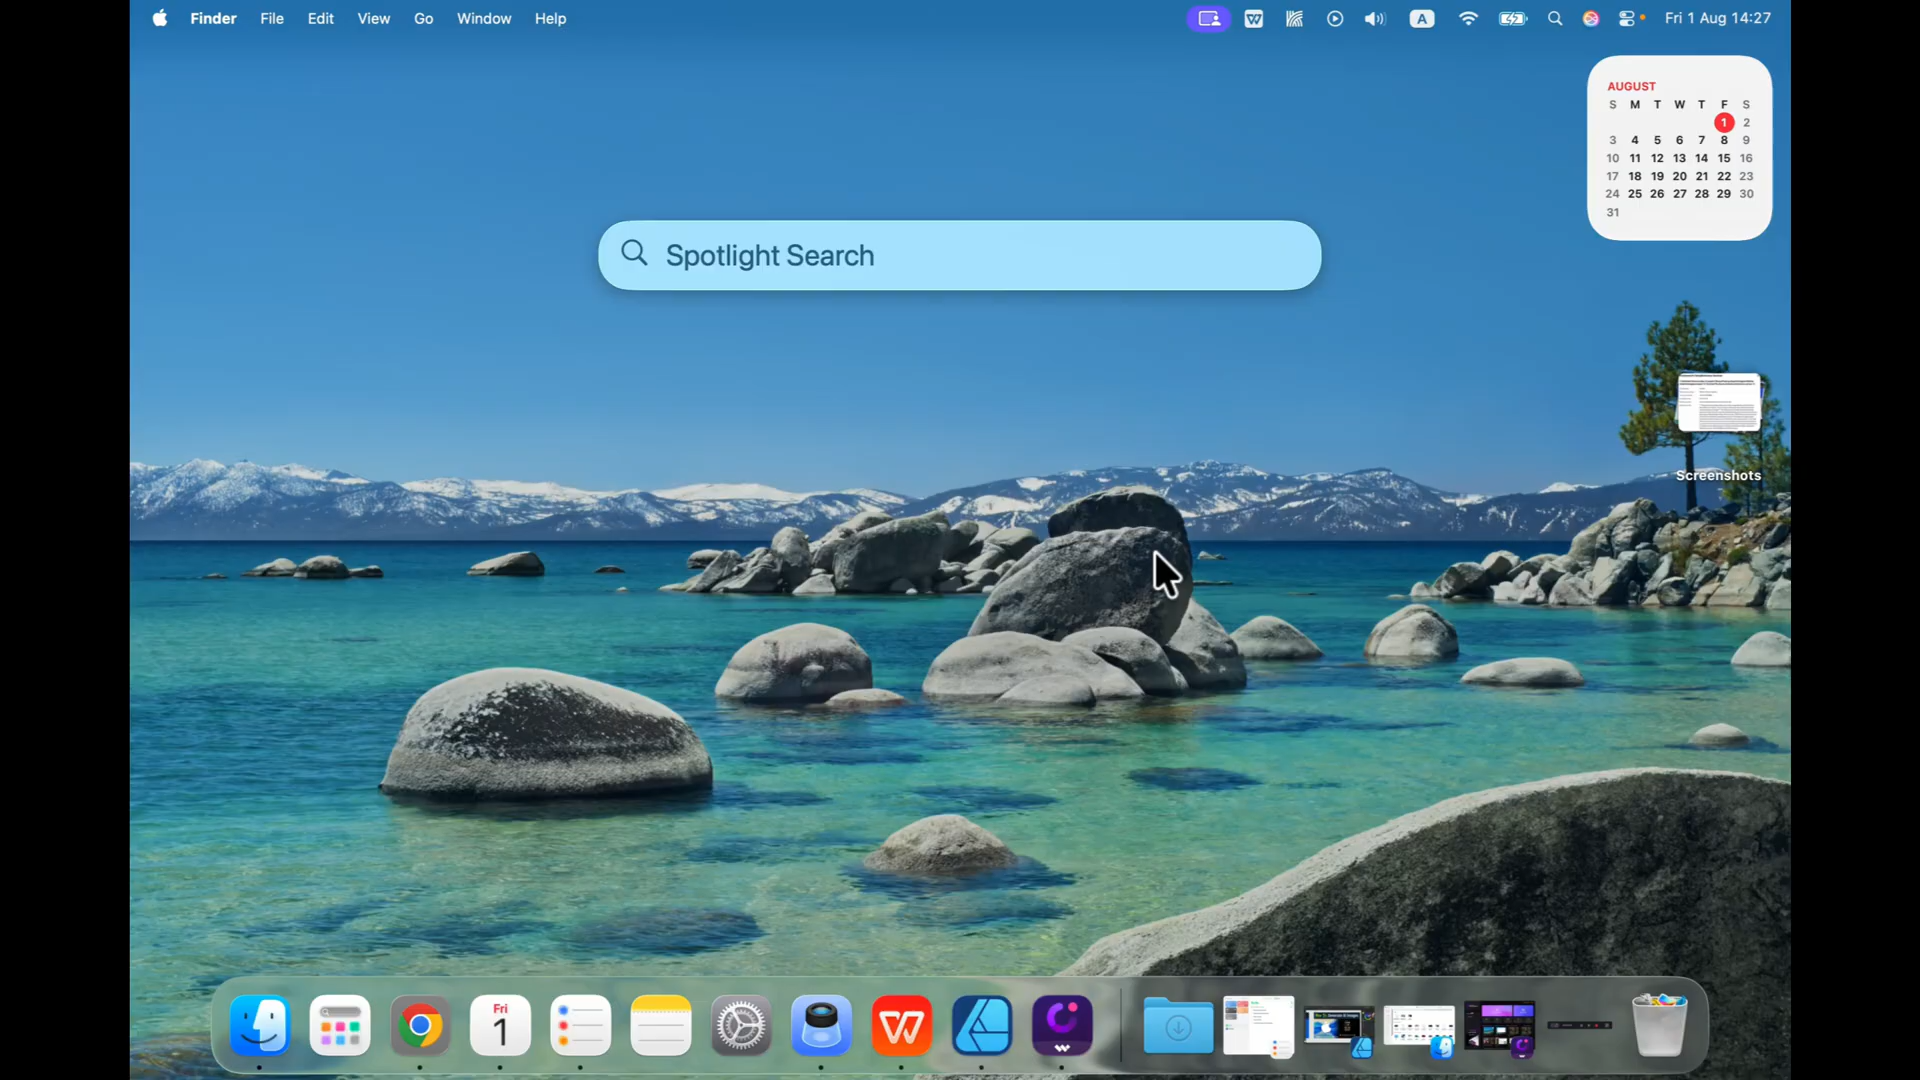 Finder File Edit View Go Window Help
A
Fri 1 Aug 14:27
AUGUST
S M T W T F S
1 2
3 4 5 6 7 8 9
10 11 12 13 14 15 16
17 18 19 20 21 22 23
24 25 26 27 28 29 30
31
Spotlight Search
Screenshots
Fri
1